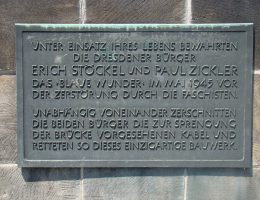 UNTER EINSATZ IHRES LEBENS BEWAHRTEN
DIE DRESDENER BÜRGER
ERICH STÖCKEL UND PAUL ZICKLER
DAS »BLAUE WUNDER« IM MAI 1945 VOR
DER ZERSTÖRUNG DURCH DIE FASCHISTEN.
UNABHÄNGIG VONEINANDER ZERSCHNITTEN
DIE BEIDEN BÜRGER DIE ZUR SPRENGUNG
DER BRÜCKE VORGESEHENEN KABEL UND
RETTETEN SO DIESES EINZIGARTIGE BAUWERK.